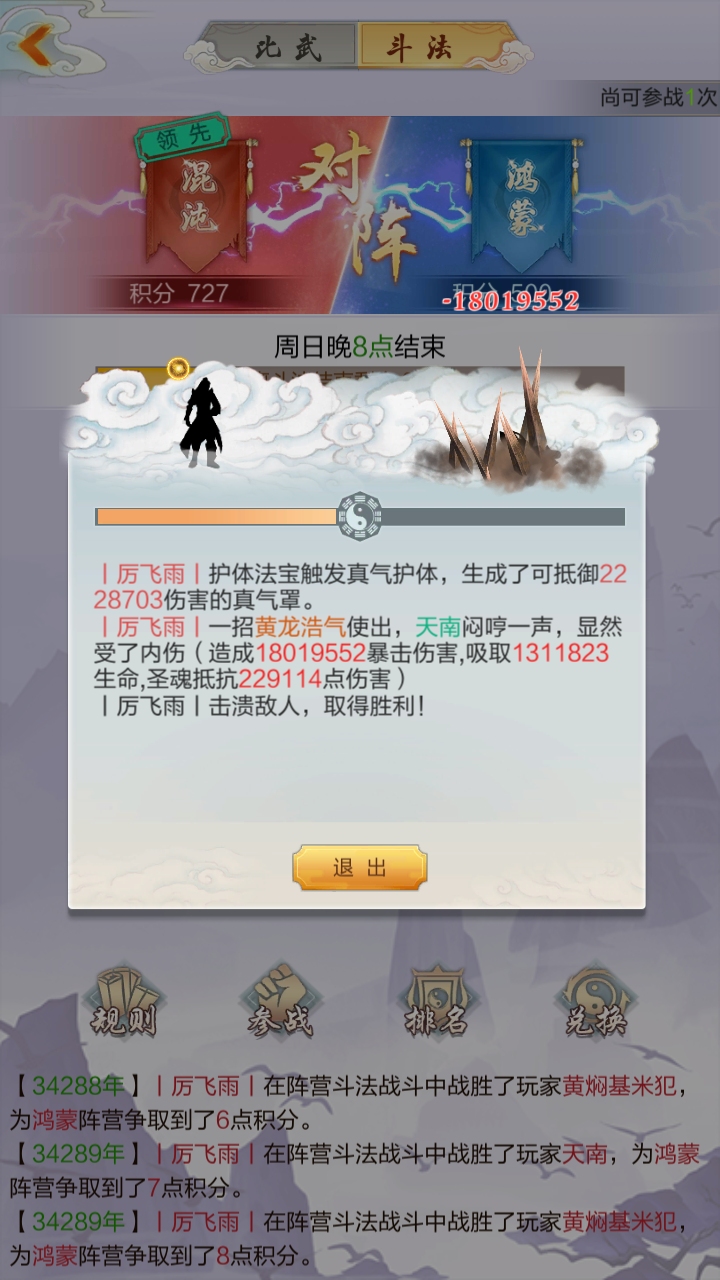 比武
斗法
尚可参战1次
领先
混沌
对阵
鸿蒙
积分 727
积分
-18019552
周日晚8点结束
丨厉飞雨丨护体法宝触发真气护体，生成了可抵御22
28703伤害的真气罩。
丨厉飞雨丨一招黄龙浩气使出，天南闷哼一声，显然
受了内伤（造成18019552暴击伤害,吸取1311823
生命,圣魂抵抗229114点伤害）
丨厉飞雨丨击溃敌人，取得胜利！
退出
规则
参战
排名
兑换
【34288年】丨厉飞雨丨在阵营斗法战斗中战胜了玩家黄焖基米犯，
为鸿蒙阵营争取到了6点积分。
【34289年】丨厉飞雨丨在阵营斗法战斗中战胜了玩家天南，为鸿蒙
阵营争取到了7点积分。
【34289年】丨厉飞雨丨在阵营斗法战斗中战胜了玩家黄焖基米犯，
为鸿蒙阵营争取到了8点积分。